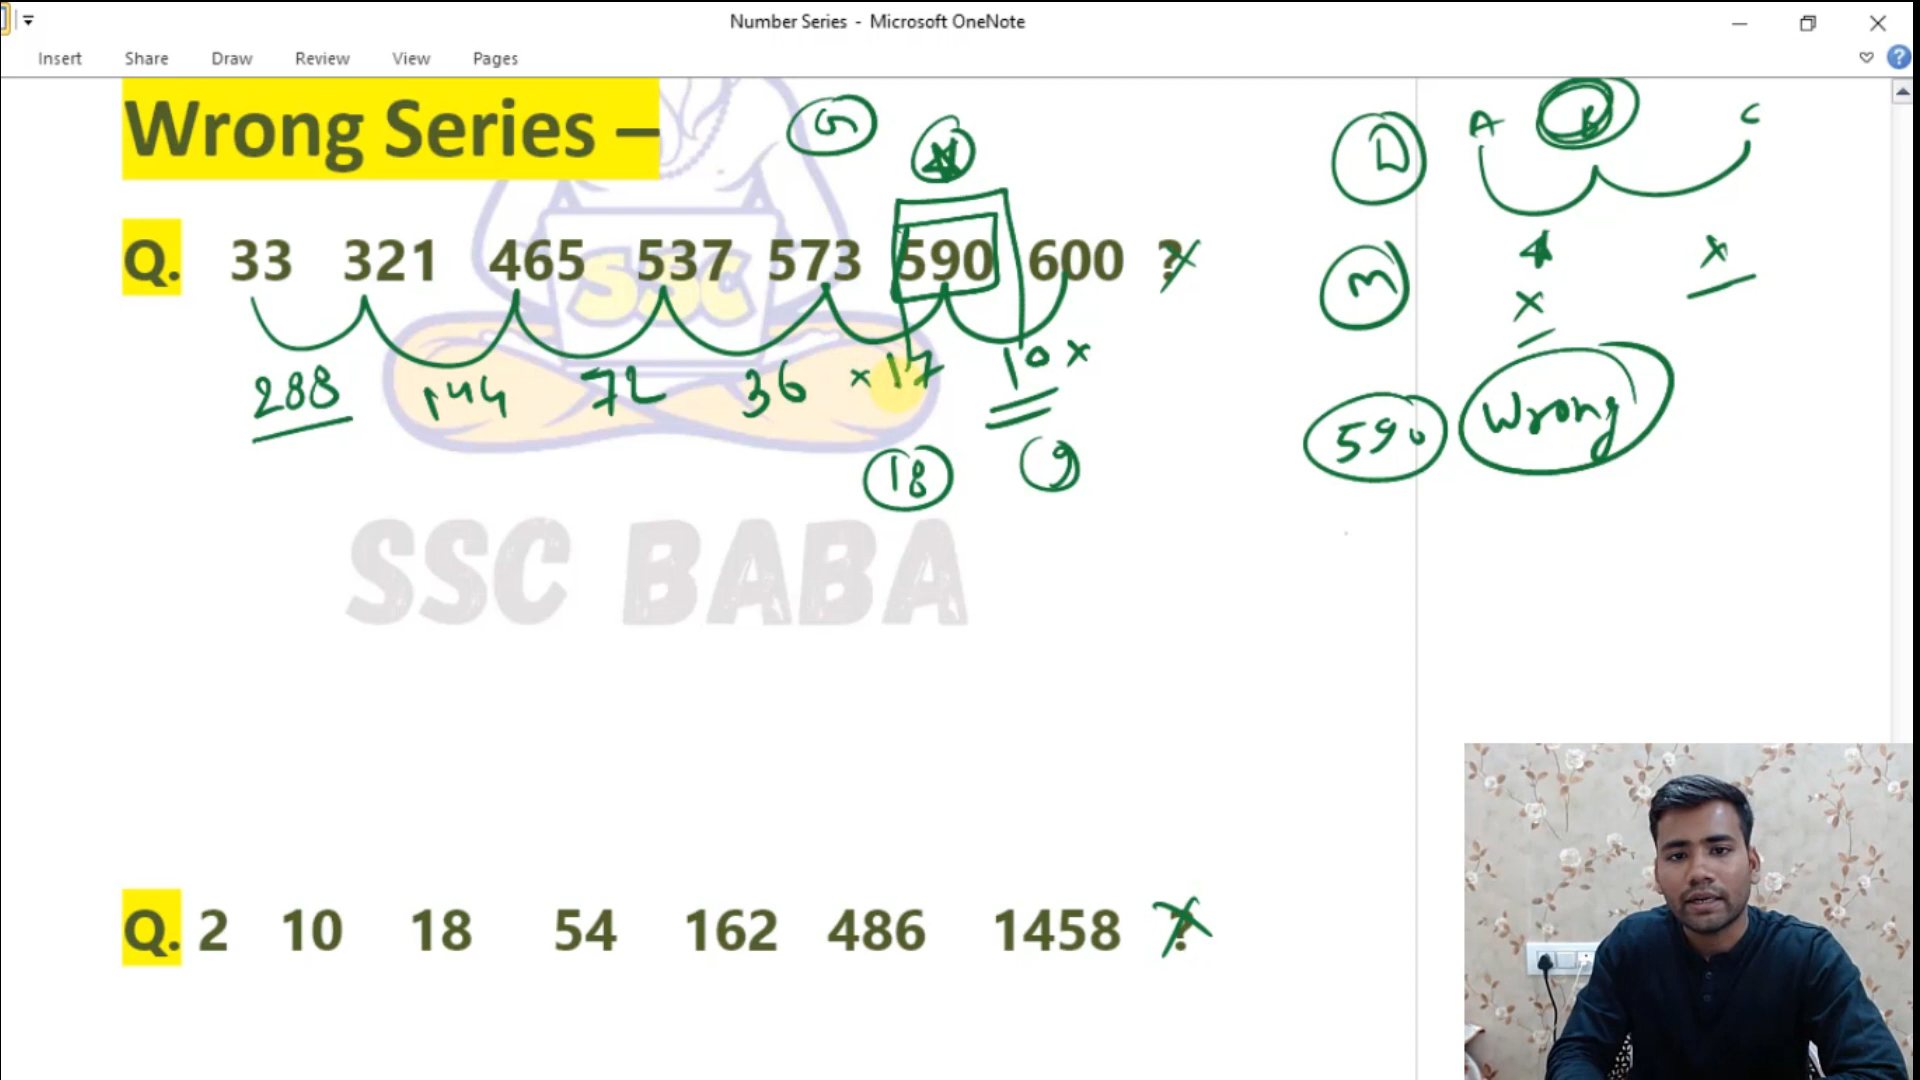 Number Series - Microsoft OneNote
Insert Share Draw Review View Pages
Wrong Series –
G
A B C
D
Q. 33 321 465 537 573 590 600 ?
SSC
M
x
x
288 144 72 36 x 17 10 x
590 Wrong
18 9
SSC BABA
Q. 2 10 18 54 162 486 1458 ?